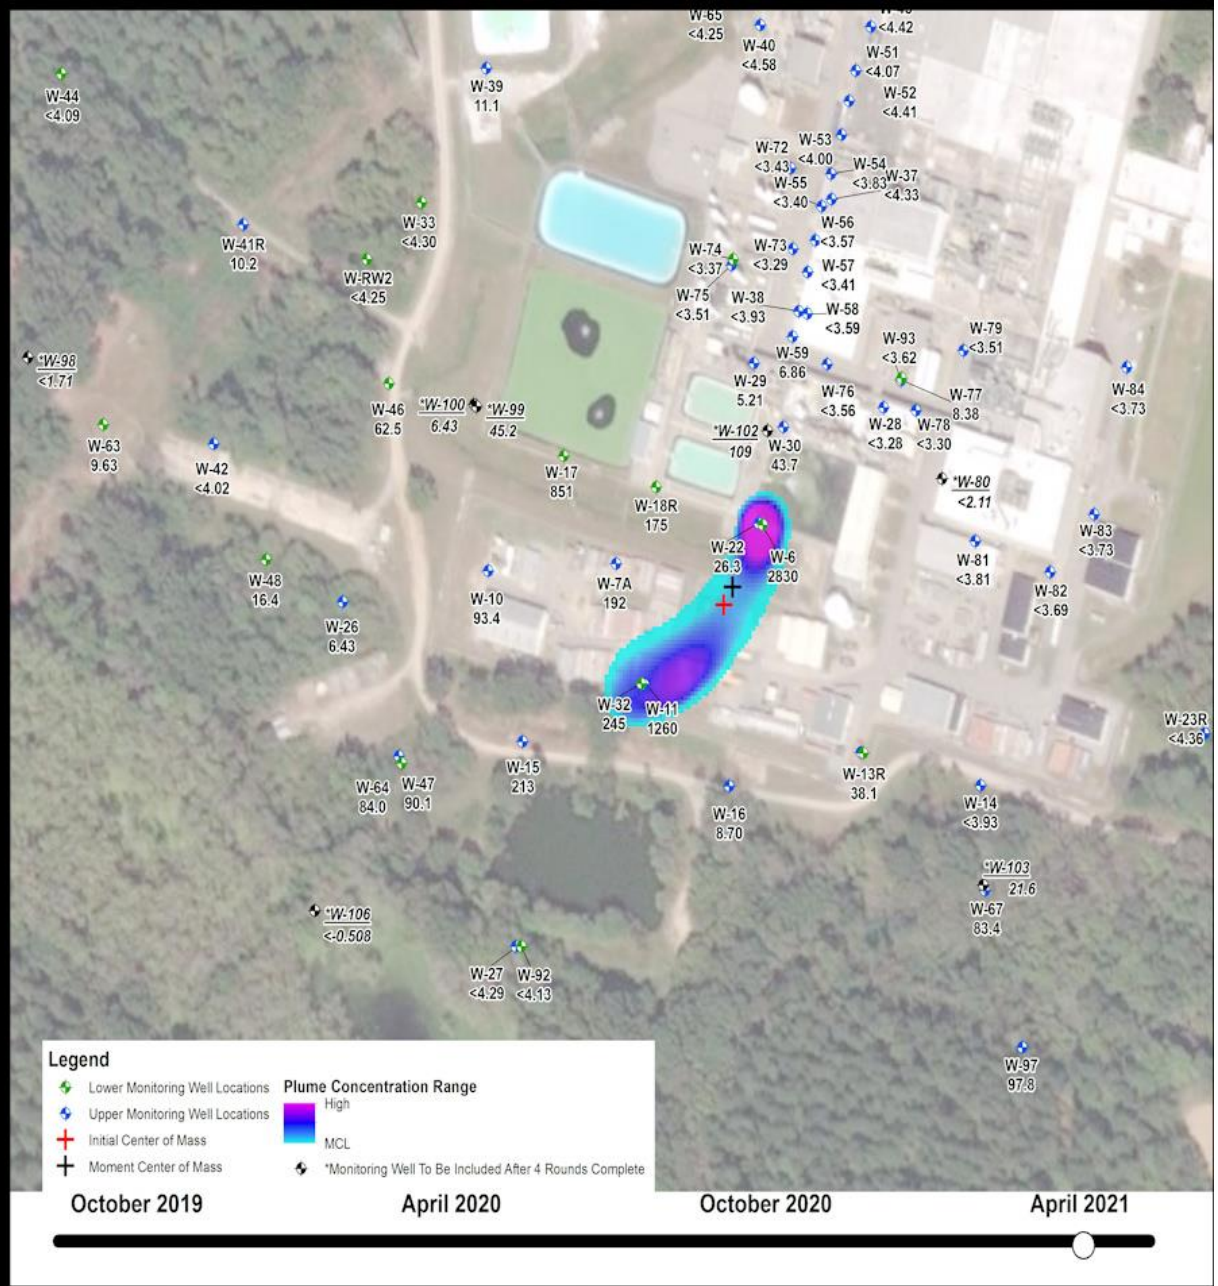 W-65
<4.25
W-40
<4.58
<4.42
W-51
<4.07
W-39
11.1
W-44
<4.09
W-52
<4.41
W-53
<4.00
W-72
<3.43
W-54
<3.83
W-37
<4.33
W-55
<3.40
W-33
<4.30
W-41R
10.2
W-56
<3.57
W-74
<3.37
W-73
<3.29
W-RW2
<4.25
W-57
<3.41
W-75
<3.51
W-38
<3.93
W-58
<3.59
W-79
<3.51
W-93
<3.62
*W-98
<1.71
W-59
6.86
W-29
5.21
W-84
<3.73
W-76
<3.56
W-77
8.38
W-46
62.5
*W-100
6.43
*W-99
45.2
W-28
<3.28
W-78
<3.30
*W-102
109
W-30
43.7
W-63
9.63
W-42
<4.02
W-17
851
*W-80
<2.11
W-18R
175
W-83
<3.73
W-22
26.3
W-6
2830
W-81
<3.81
W-7A
192
W-82
<3.69
W-48
16.4
W-10
93.4
W-26
6.43
W-32
245
W-11
1260
W-23R
<4.36
W-15
213
W-13R
38.1
W-64
84.0
W-47
90.1
W-14
<3.93
W-16
8.70
*W-103
21.6
W-67
83.4
*W-106
<-0.508
W-27
<4.29
W-92
<4.13
W-97
97.8
Legend
Lower Monitoring Well Locations
Upper Monitoring Well Locations
Initial Center of Mass
Moment Center of Mass
Plume Concentration Range
High
MCL
*Monitoring Well To Be Included After 4 Rounds Complete
October 2019 April 2020 October 2020 April 2021